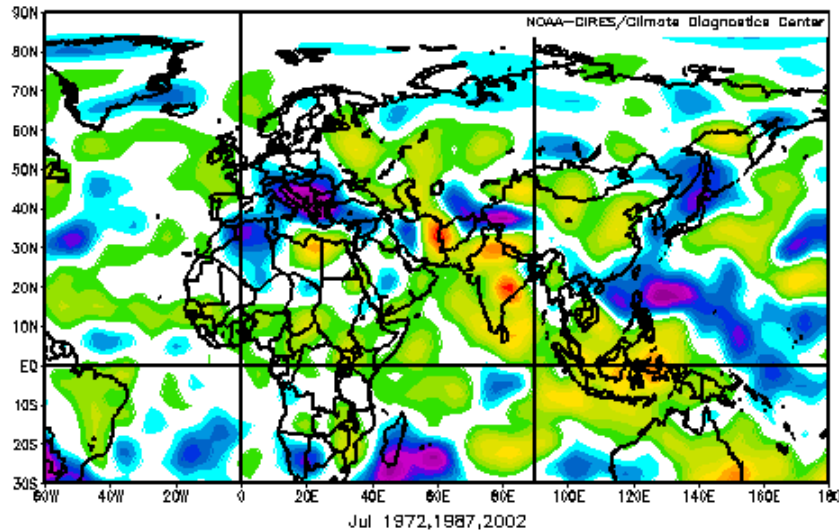 NOAA-CIRES/Climate Diagnostics Center
90N
80N
70N
60N
50N
40N
30N
20N
10N
EQ
10S
20S
30S
60W 40W 20W 0 20E 40E 60E 80E 100E 120E 140E 160E 180
Jul 1972,1987,2002